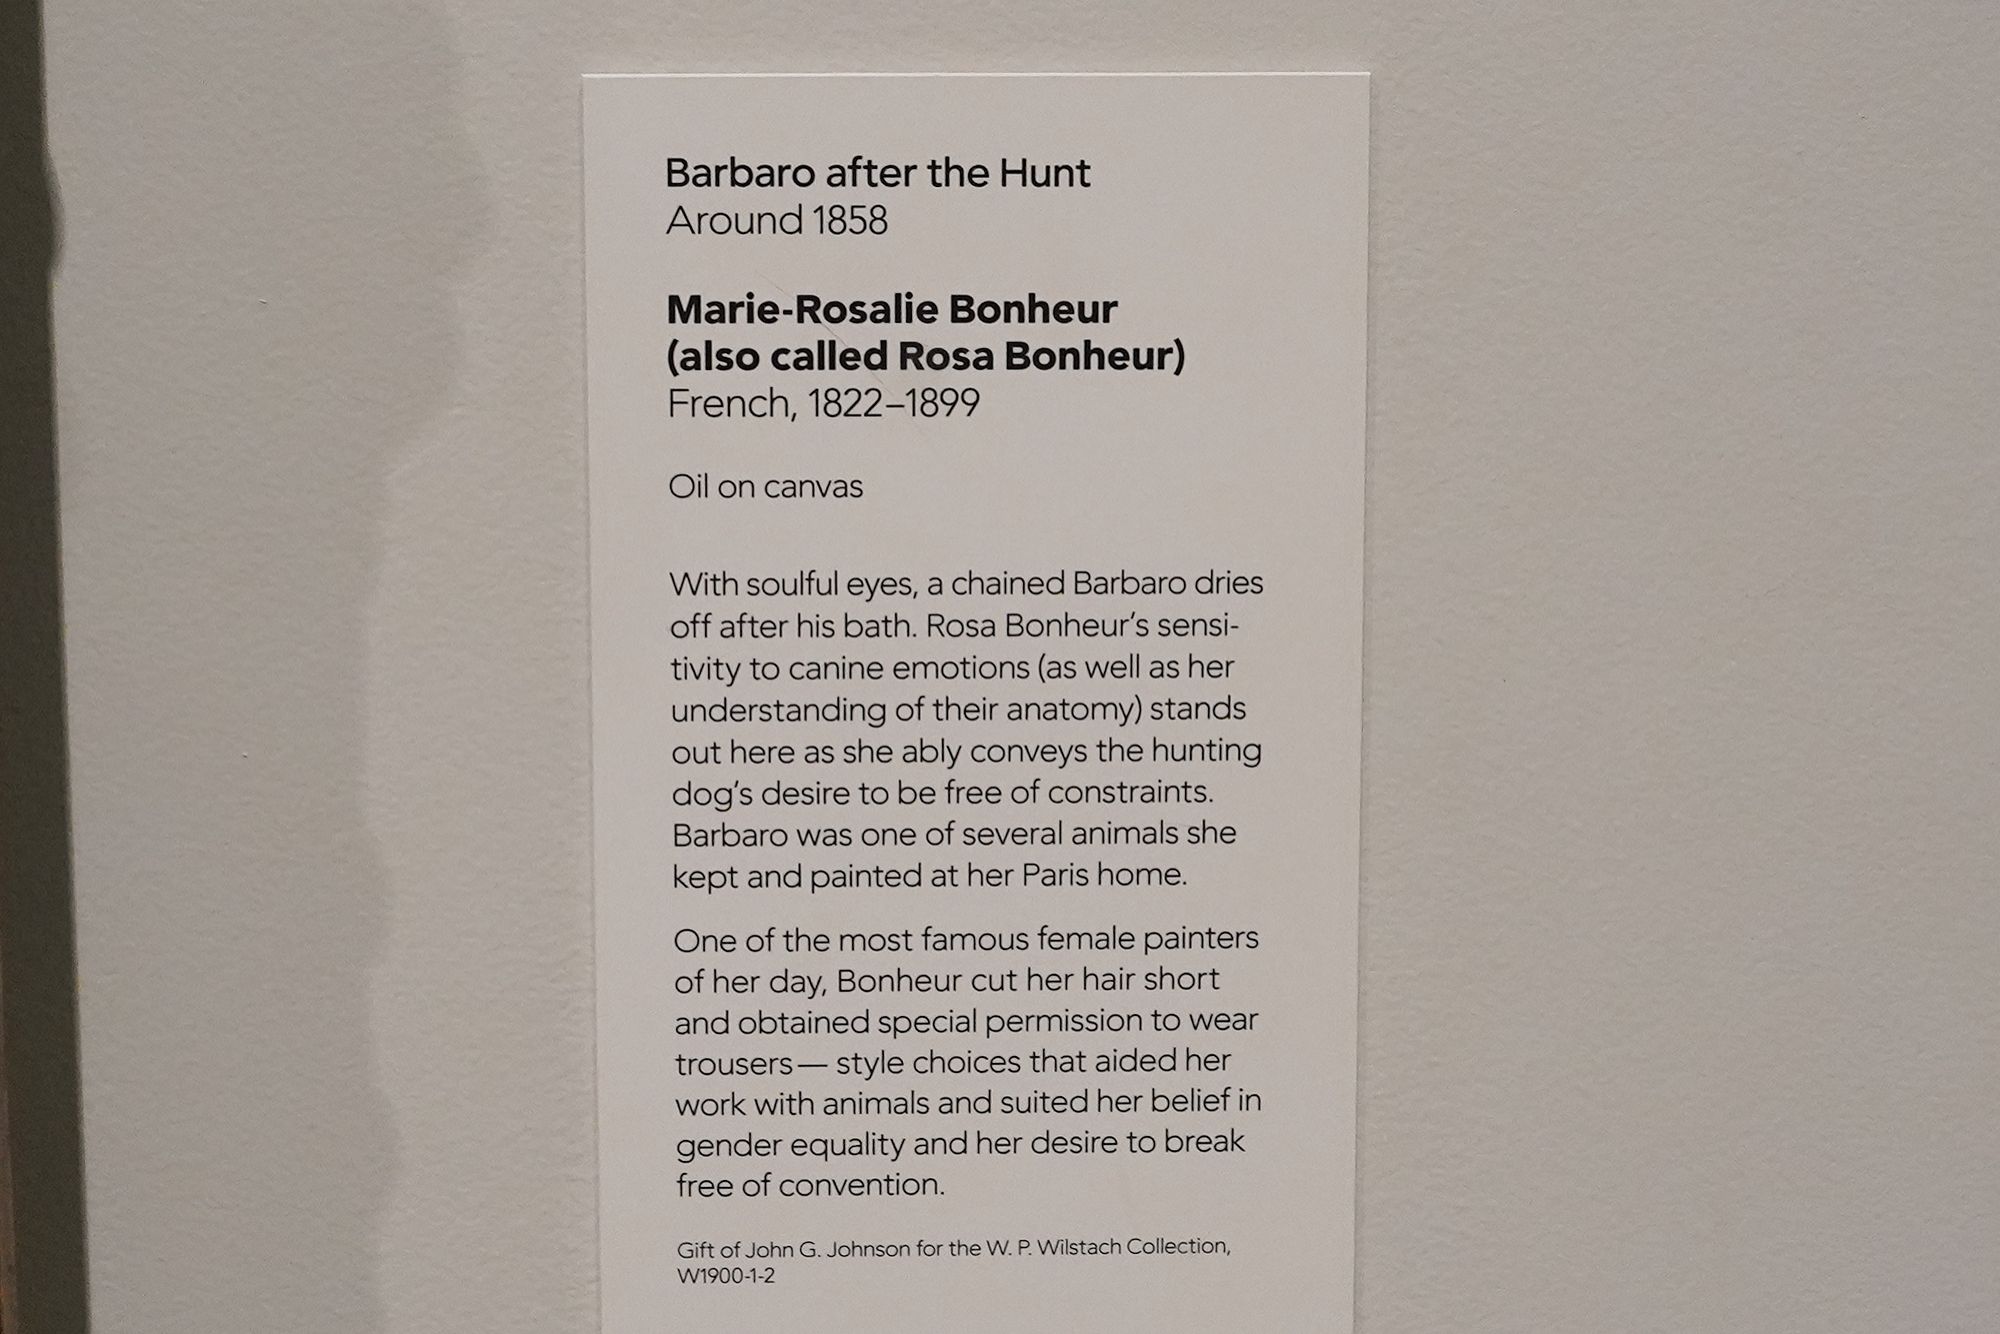 Barbaro after the Hunt
Around 1858
Marie-Rosalie Bonheur
(also called Rosa Bonheur)
French, 1822–1899
Oil on canvas
With soulful eyes, a chained Barbaro dries
off after his bath. Rosa Bonheur’s sensi-
tivity to canine emotions (as well as her
understanding of their anatomy) stands
out here as she ably conveys the hunting
dog’s desire to be free of constraints.
Barbaro was one of several animals she
kept and painted at her Paris home.
One of the most famous female painters
of her day, Bonheur cut her hair short
and obtained special permission to wear
trousers — style choices that aided her
work with animals and suited her belief in
gender equality and her desire to break
free of convention.
Gift of John G. Johnson for the W. P. Wilstach Collection,
W1900-1-2